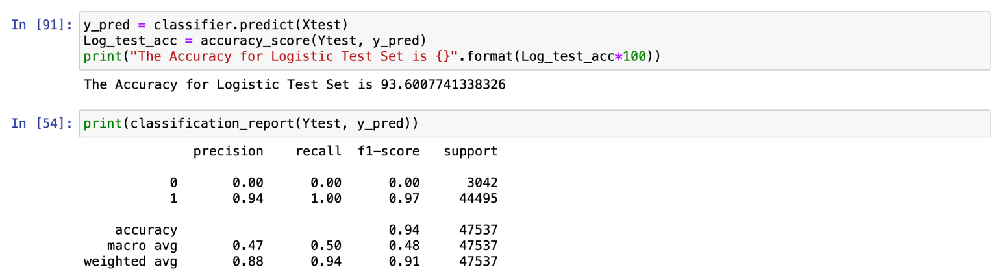 In [91]: y_pred = classifier.predict(Xtest)
Log_test_acc = accuracy_score(Ytest, y_pred)
print("The Accuracy for Logistic Test Set is {}".format(Log_test_acc*100))
The Accuracy for Logistic Test Set is 93.6007741338326
In [54]: print(classification_report(Ytest, y_pred))
precision recall f1-score support
0 0.00 0.00 0.00 3042
1 0.94 1.00 0.97 44495
accuracy 0.94 47537
macro avg 0.47 0.50 0.48 47537
weighted avg 0.88 0.94 0.91 47537